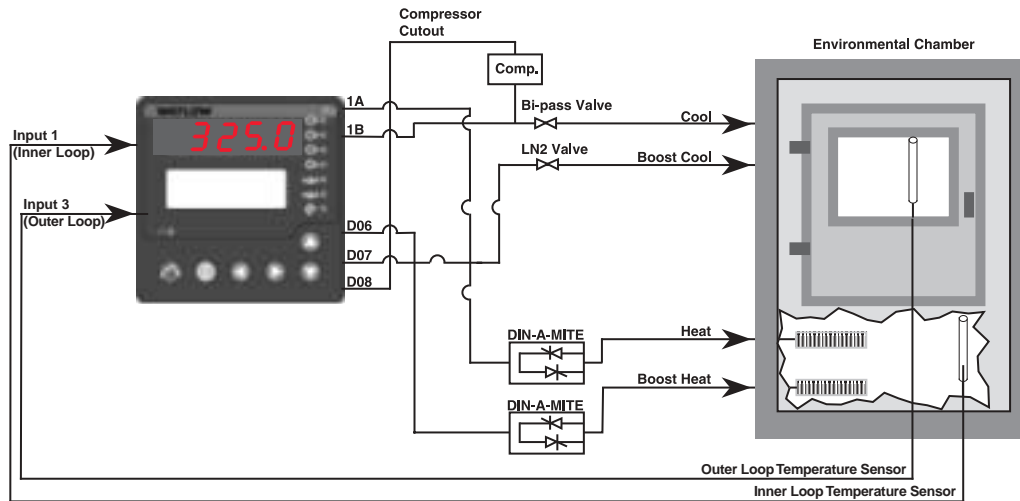 Compressor
Cutout
Environmental Chamber
Comp.
1A
Bi-pass Valve
WATLOW
325.0
1B
Cool
Input 1
(Inner Loop)
LN2 Valve
Boost Cool
Input 3
(Outer Loop)
D06
D07
D08
DIN-A-MITE
Heat
Boost Heat
DIN-A-MITE
Outer Loop Temperature Sensor
Inner Loop Temperature Sensor